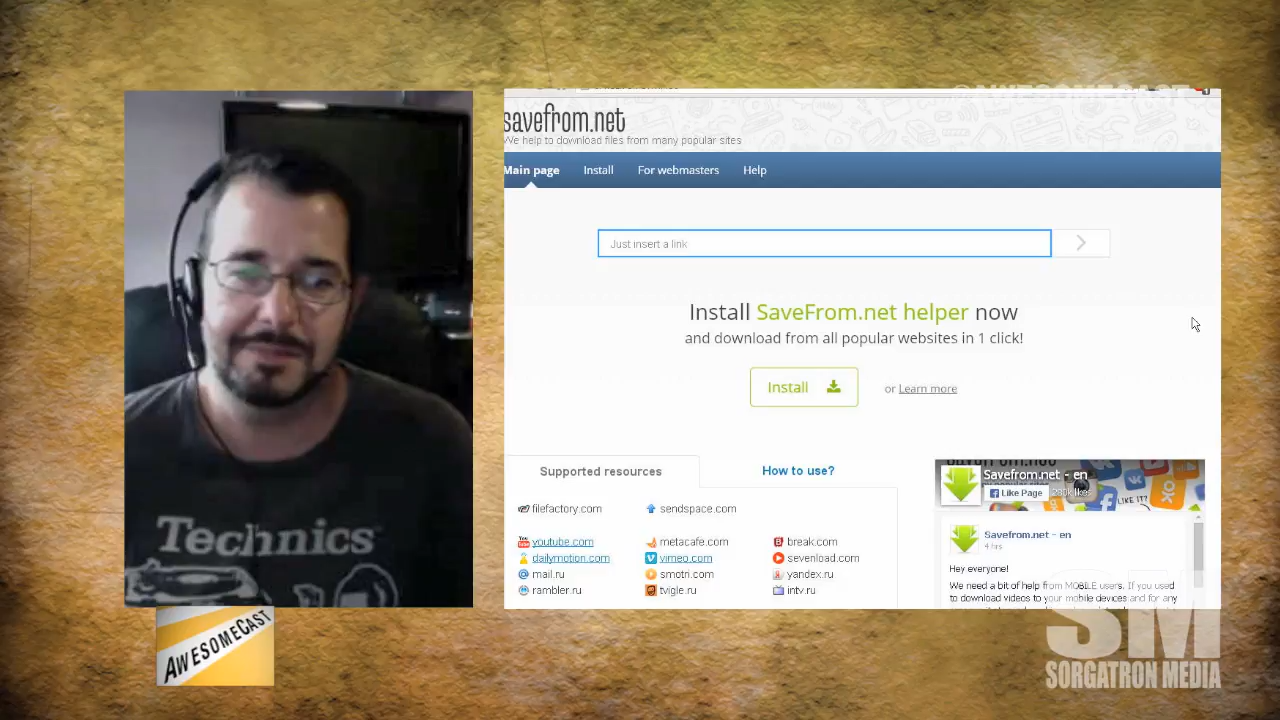 @AWESOMECAST
savefrom.net
We help to download files from many popular sites
Main page Install For webmasters Help
Just insert a link
Install SaveFrom.net helper now
and download from all popular websites in 1 click!
Install or Learn more
Supported resources How to use?
filefactory.com sendspace.com
youtube.com metacafe.com break.com
dailymotion.com vimeo.com sevenload.com
mail.ru smotri.com yandex.ru
rambler.ru tvigle.ru intv.ru
Savefrom.net - en
Like Page
LIKE IT?
Savefrom.net - en
4 hrs
Hey everyone!
We need a bit of help from MOBILE users. If you used
to download videos to your mobile devices and for any
Technics
AWESOMECAST
SM
SORGATRON MEDIA